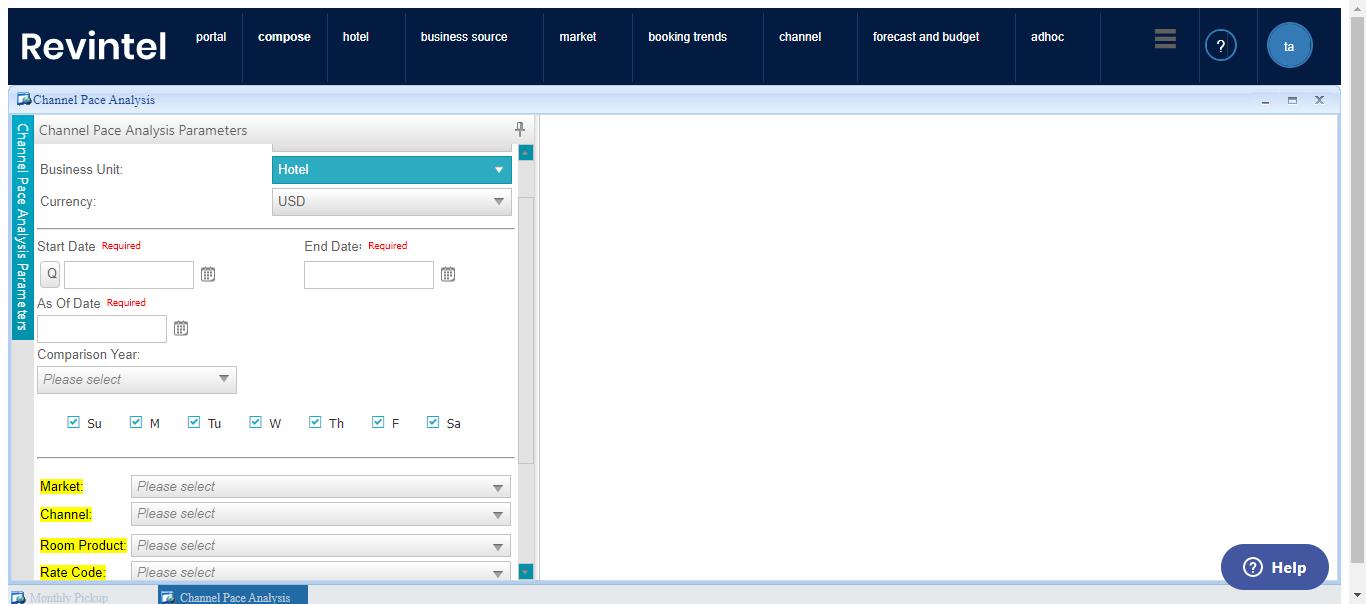 Revintel
portal
compose
hotel
business source
market
booking trends
channel
forecast and budget
adhoc
?
ta
Channel Pace Analysis
Channel Pace Analysis Parameters
Channel Pace Analysis Parameters
Business Unit:
Hotel
Currency:
USD
Start Date Required
End Date: Required
Q
As Of Date Required
Comparison Year:
Please select
Su M Tu W Th F Sa
Market: Please select
Channel: Please select
Room Product: Please select
Rate Code: Please select
? Help
Monthly Pickup
Channel Pace Analysis